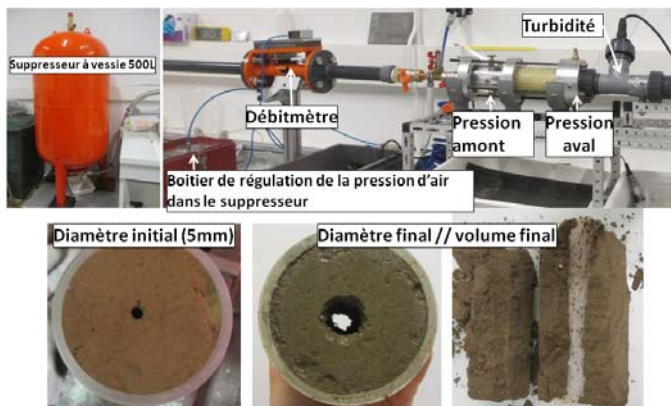 Suppresseur à vessie 500L
Turbidité
Débitmètre
Pression
amont
Pression
aval
Boitier de régulation de la pression d'air
dans le suppresseur
Diamètre initial (5mm)
Diamètre final // volume final